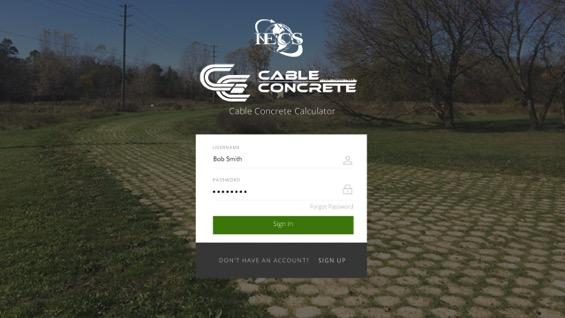 IECS
CABLE
CONCRETE
Cable Concrete Calculator
USERNAME
Bob Smith
PASSWORD
Forgot Password
Sign in
DON'T HAVE AN ACCOUNT? SIGN UP